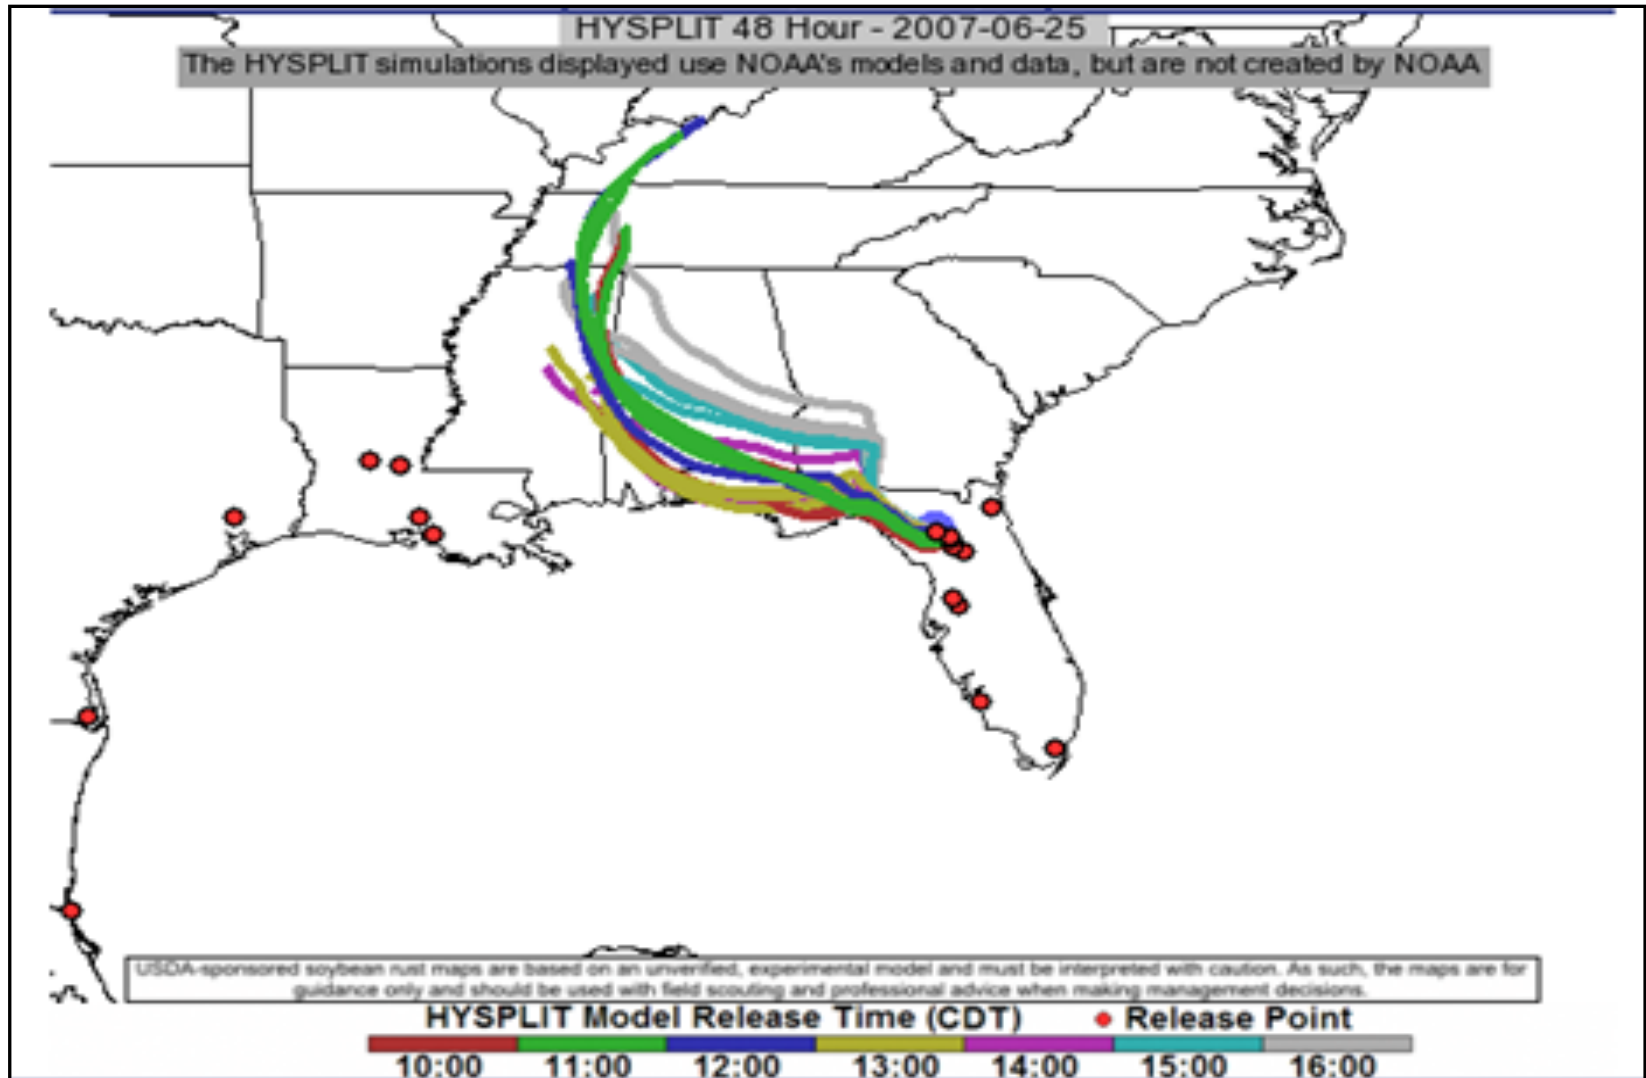 HYSPLIT 48 Hour - 2007-06-25
The HYSPLIT simulations displayed use NOAA's models and data, but are not created by NOAA
USDA-sponsored soybean rust maps are based on an unverified, experimental model and must be interpreted with caution. As such, the maps are for
guidance only and should be used with field scouting and professional advice when making management decisions.
HYSPLIT Model Release Time (CDT) Release Point
10:00 11:00 12:00 13:00 14:00 15:00 16:00